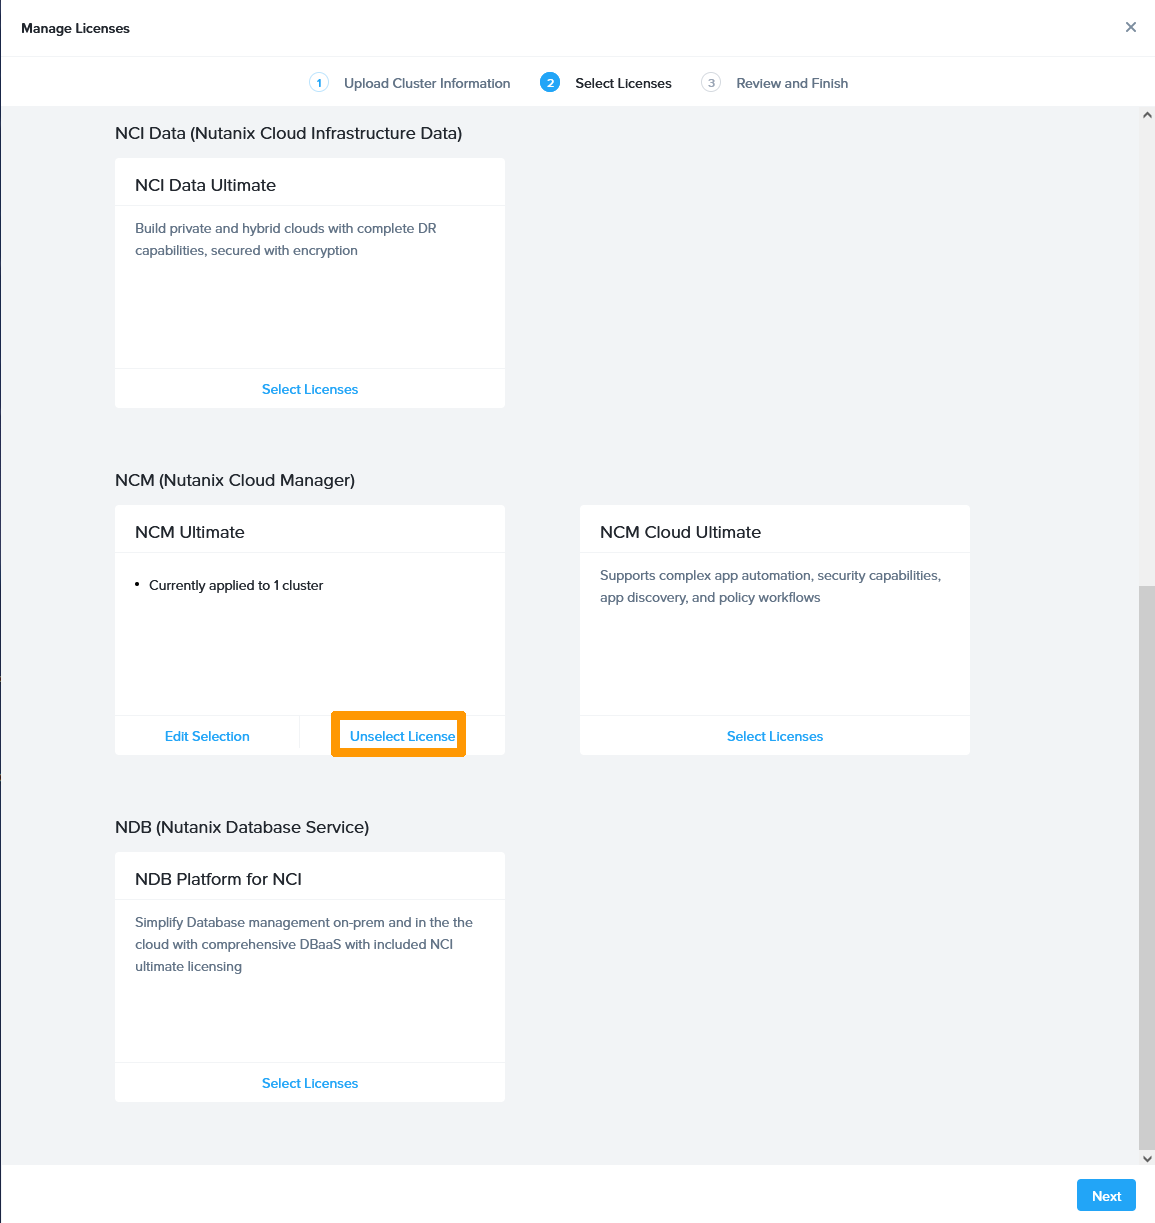 Manage Licenses
1 Upload Cluster Information 2 Select Licenses 3 Review and Finish
NCI Data (Nutanix Cloud Infrastructure Data)
NCI Data Ultimate
Build private and hybrid clouds with complete DR
capabilities, secured with encryption
Select Licenses
NCM (Nutanix Cloud Manager)
NCM Ultimate
• Currently applied to 1 cluster
Edit Selection
Unselect License
NCM Cloud Ultimate
Supports complex app automation, security capabilities,
app discovery, and policy workflows
Select Licenses
NDB (Nutanix Database Service)
NDB Platform for NCI
Simplify Database management on-prem and in the the
cloud with comprehensive DBaaS with included NCI
ultimate licensing
Select Licenses
Next